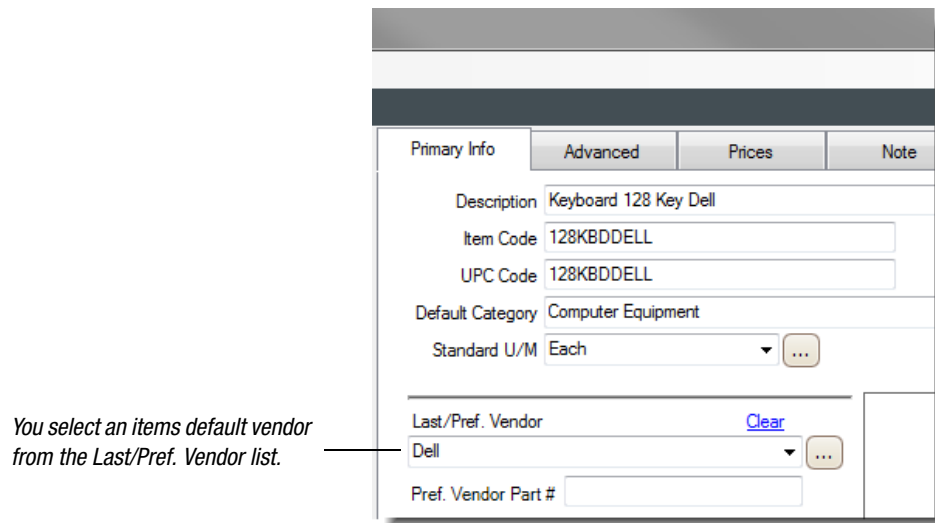 Primary Info Advanced Prices Note
Description Keyboard 128 Key Dell
Item Code 128KBDDELL
UPC Code 128KBDDELL
Default Category Computer Equipment
Standard U/M Each ...
Last/Pref. Vendor Clear
Dell ...
Pref. Vendor Part #
You select an items default vendor
from the Last/Pref. Vendor list.